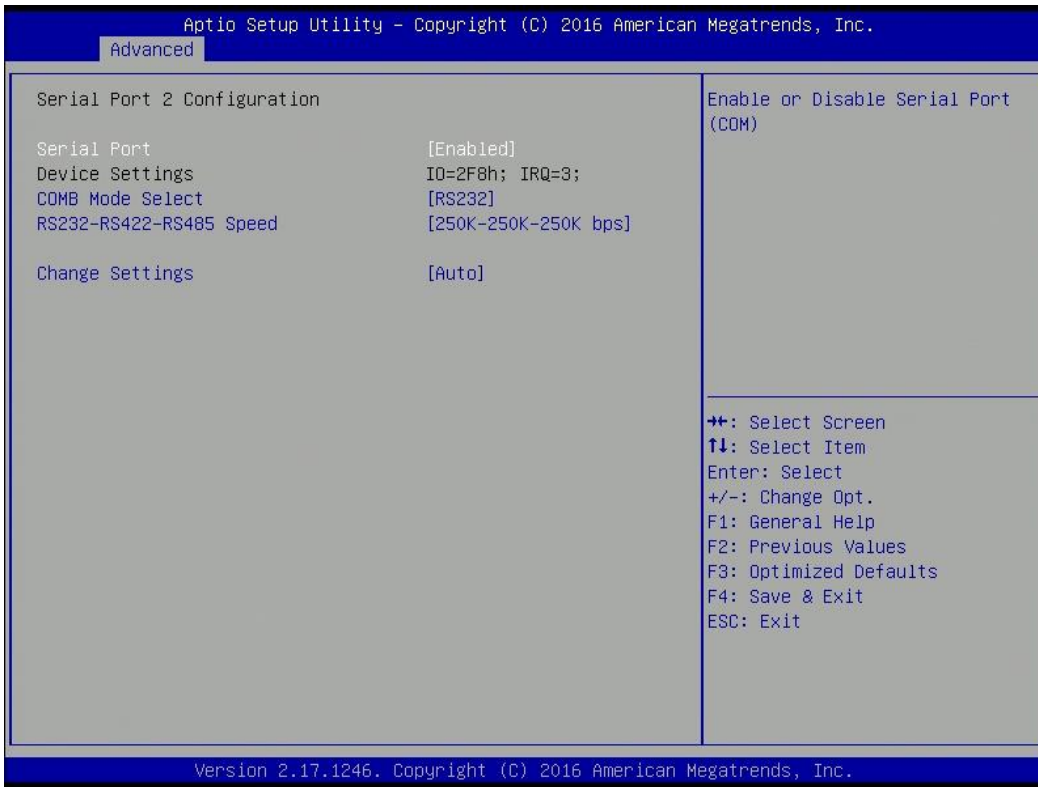 Aptio Setup Utility – Copyright (C) 2016 American Megatrends, Inc.
Advanced
Serial Port 2 Configuration
Serial Port [Enabled]
Device Settings IO=2F8h; IRQ=3;
COMB Mode Select [RS232]
RS232-RS422-RS485 Speed [250K-250K-250K bps]
Change Settings [Auto]
Enable or Disable Serial Port
(COM)
→←: Select Screen
↑↓: Select Item
Enter: Select
+/-: Change Opt.
F1: General Help
F2: Previous Values
F3: Optimized Defaults
F4: Save & Exit
ESC: Exit
Version 2.17.1246. Copyright (C) 2016 American Megatrends, Inc.